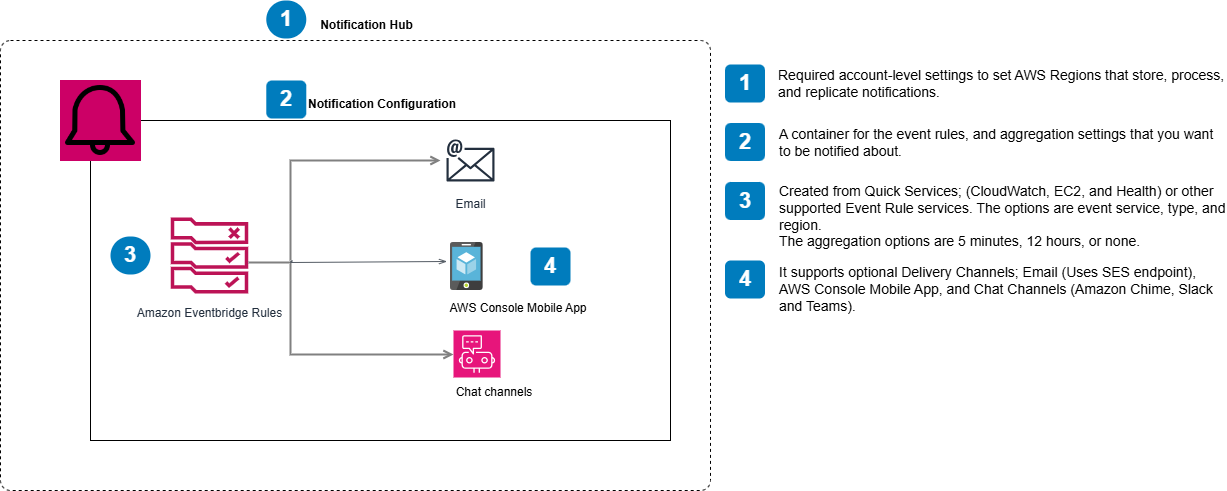 1
Notification Hub
2
Notification Configuration
@
Email
3
Amazon Eventbridge Rules
4
AWS Console Mobile App
Chat channels
1
Required account-level settings to set AWS Regions that store, process,
and replicate notifications.
2
A container for the event rules, and aggregation settings that you want
to be notified about.
3
Created from Quick Services; (CloudWatch, EC2, and Health) or other
supported Event Rule services. The options are event service, type, and
region.
The aggregation options are 5 minutes, 12 hours, or none.
4
It supports optional Delivery Channels; Email (Uses SES endpoint),
AWS Console Mobile App, and Chat Channels (Amazon Chime, Slack
and Teams).